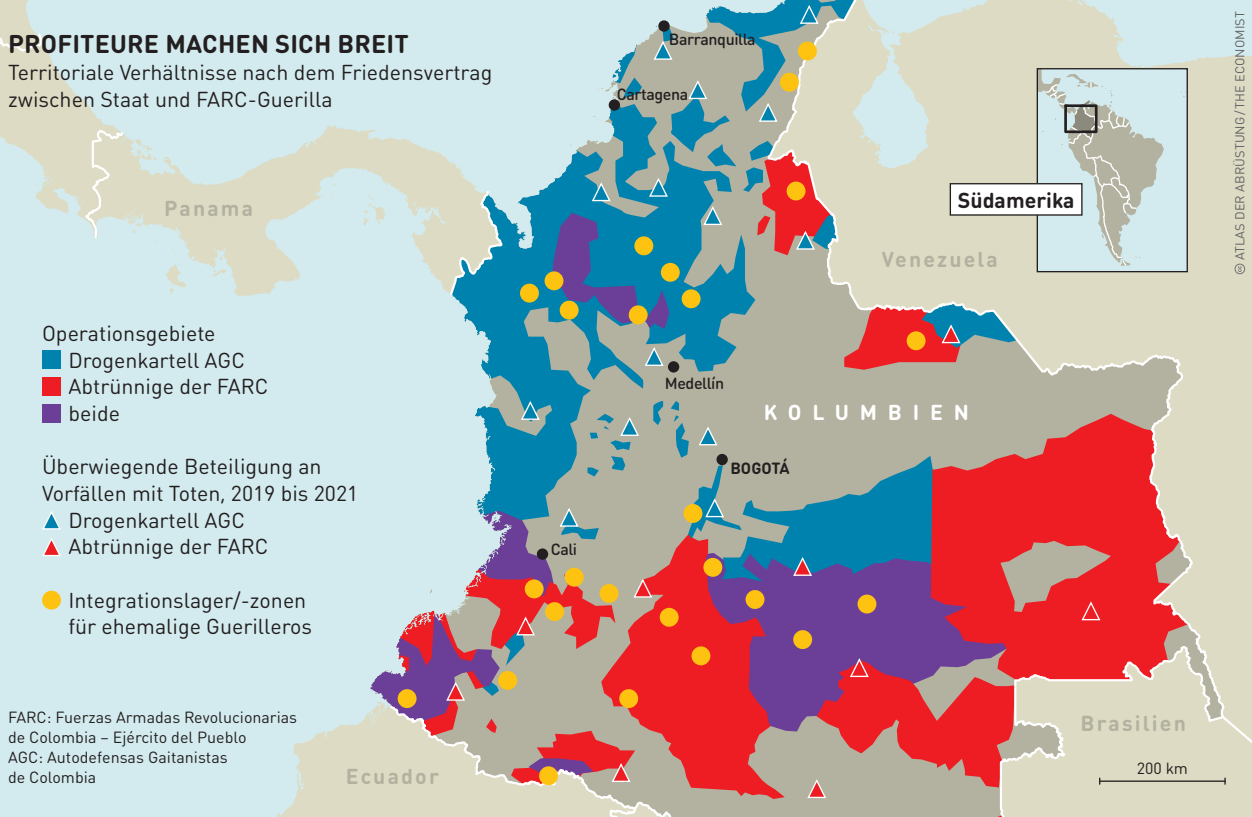 PROFITEURE MACHEN SICH BREIT
Territoriale Verhältnisse nach dem Friedensvertrag
zwischen Staat und FARC-Guerilla
Barranquilla
Cartagena
Panama
Südamerika
Venezuela
© ATLAS DER ABRÜSTUNG / THE ECONOMIST
Operationsgebiete
Drogenkartell AGC
Abtrünnige der FARC
beide
Medellín
KOLUMBIEN
Überwiegende Beteiligung an
Vorfällen mit Toten, 2019 bis 2021
Drogenkartell AGC
Abtrünnige der FARC
BOGOTÁ
Cali
Integrationslager/-zonen
für ehemalige Guerilleros
FARC: Fuerzas Armadas Revolucionarias
de Colombia – Ejército del Pueblo
AGC: Autodefensas Gaitanistas
de Colombia
Ecuador
Brasilien
200 km